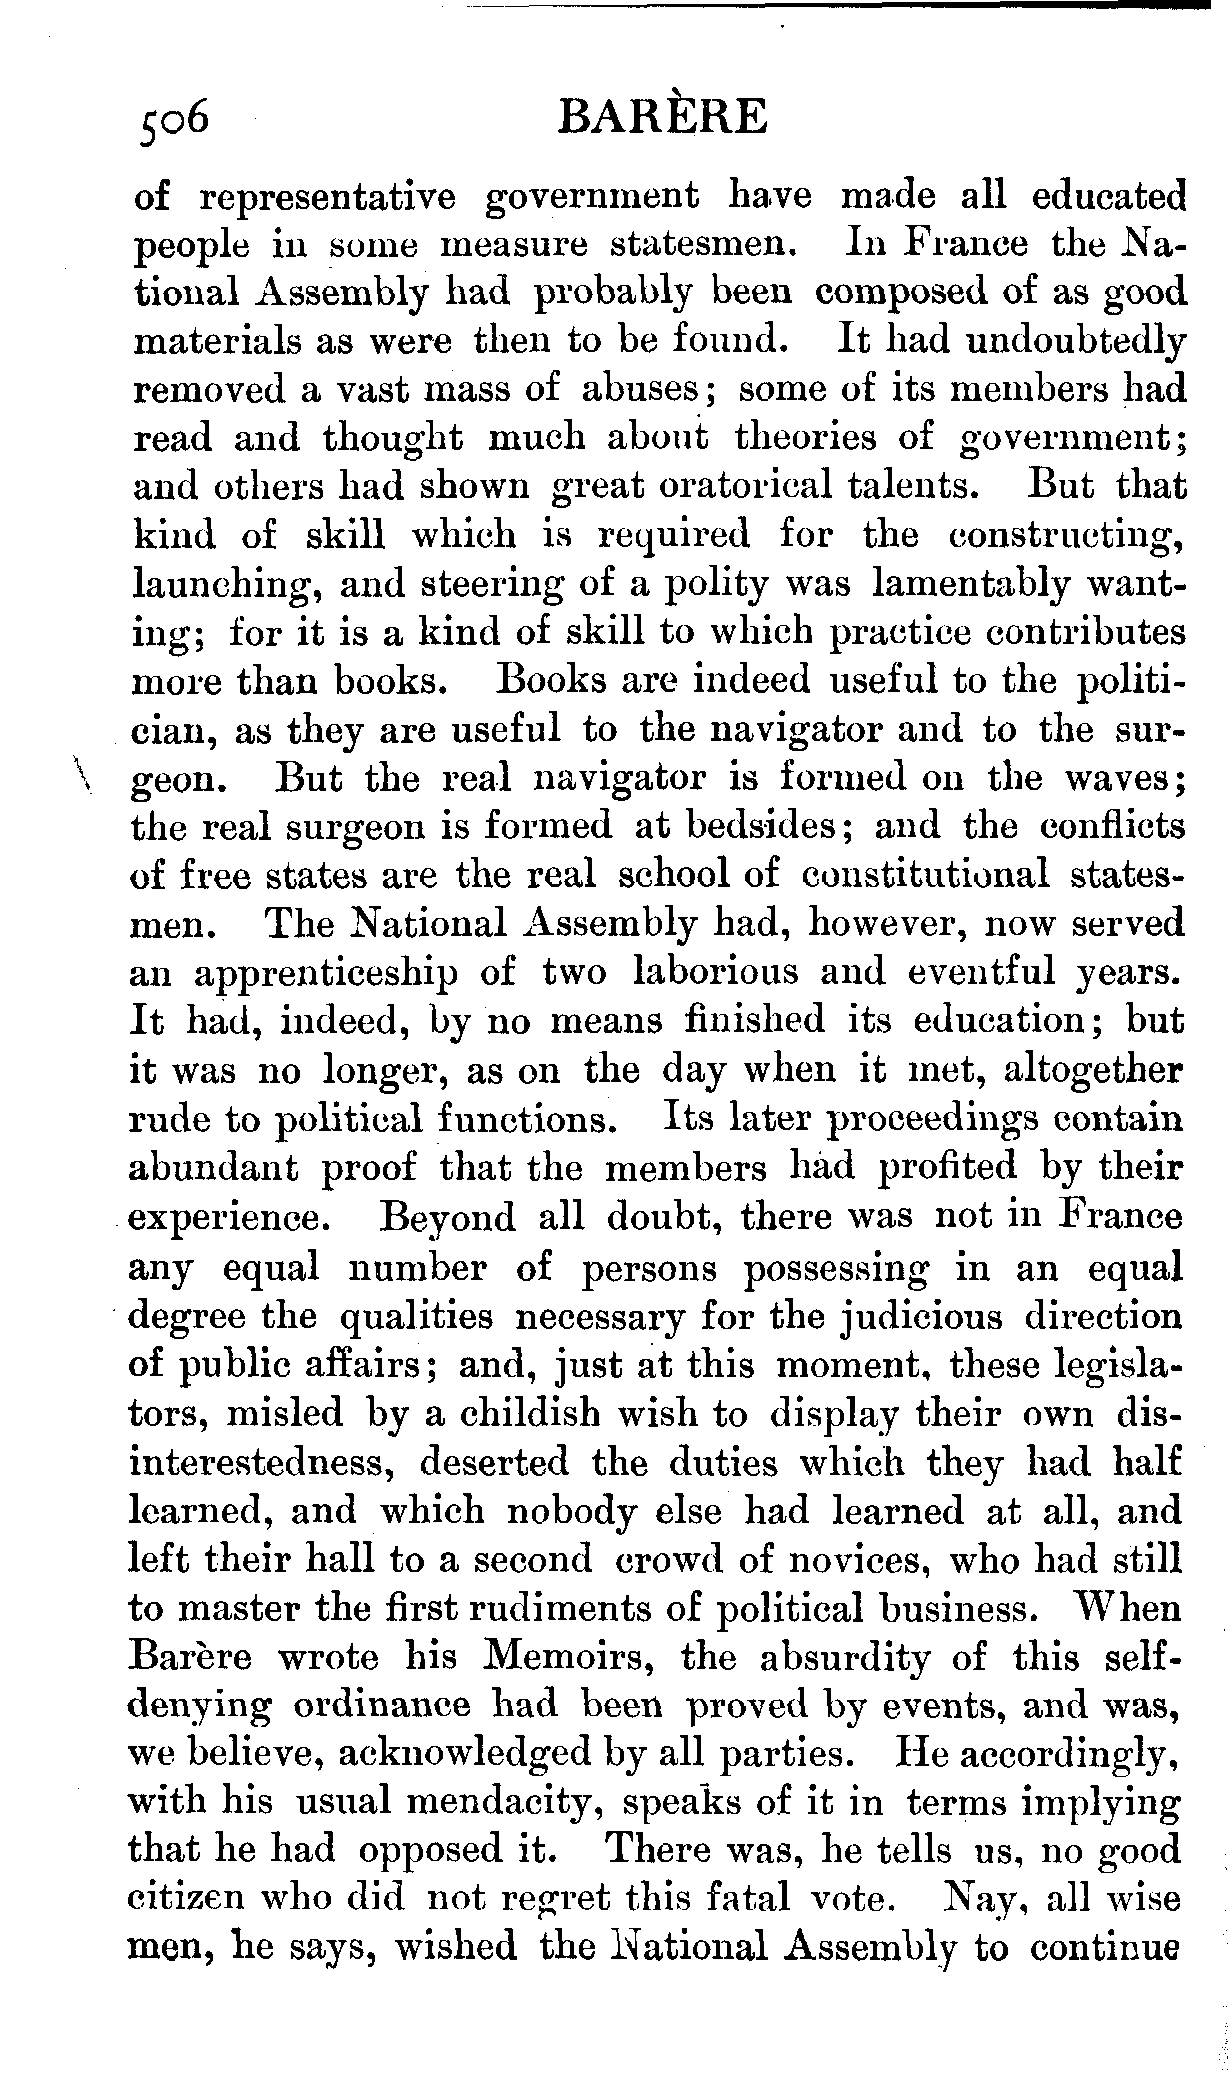 506 BARÈRE
of representative government have made all educated
people in some measure statesmen. In France the Na-
tional Assembly had probably been composed of as good
materials as were then to be found. It had undoubtedly
removed a vast mass of abuses; some of its members had
read and thought much about theories of government;
and others had shown great oratorical talents. But that
kind of skill which is required for the constructing,
launching, and steering of a polity was lamentably want-
ing; for it is a kind of skill to which practice contributes
more than books. Books are indeed useful to the politi-
cian, as they are useful to the navigator and to the sur-
geon. But the real navigator is formed on the waves;
the real surgeon is formed at bedsides; and the conflicts
of free states are the real school of constitutional states-
men. The National Assembly had, however, now served
an apprenticeship of two laborious and eventful years.
It had, indeed, by no means finished its education; but
it was no longer, as on the day when it met, altogether
rude to political functions. Its later proceedings contain
abundant proof that the members had profited by their
experience. Beyond all doubt, there was not in France
any equal number of persons possessing in an equal
degree the qualities necessary for the judicious direction
of public affairs; and, just at this moment, these legisla-
tors, misled by a childish wish to display their own dis-
interestedness, deserted the duties which they had half
learned, and which nobody else had learned at all, and
left their hall to a second crowd of novices, who had still
to master the first rudiments of political business. When
Barère wrote his Memoirs, the absurdity of this self-
denying ordinance had been proved by events, and was,
we believe, acknowledged by all parties. He accordingly,
with his usual mendacity, speaks of it in terms implying
that he had opposed it. There was, he tells us, no good
citizen who did not regret this fatal vote. Nay, all wise
men, he says, wished the National Assembly to continue